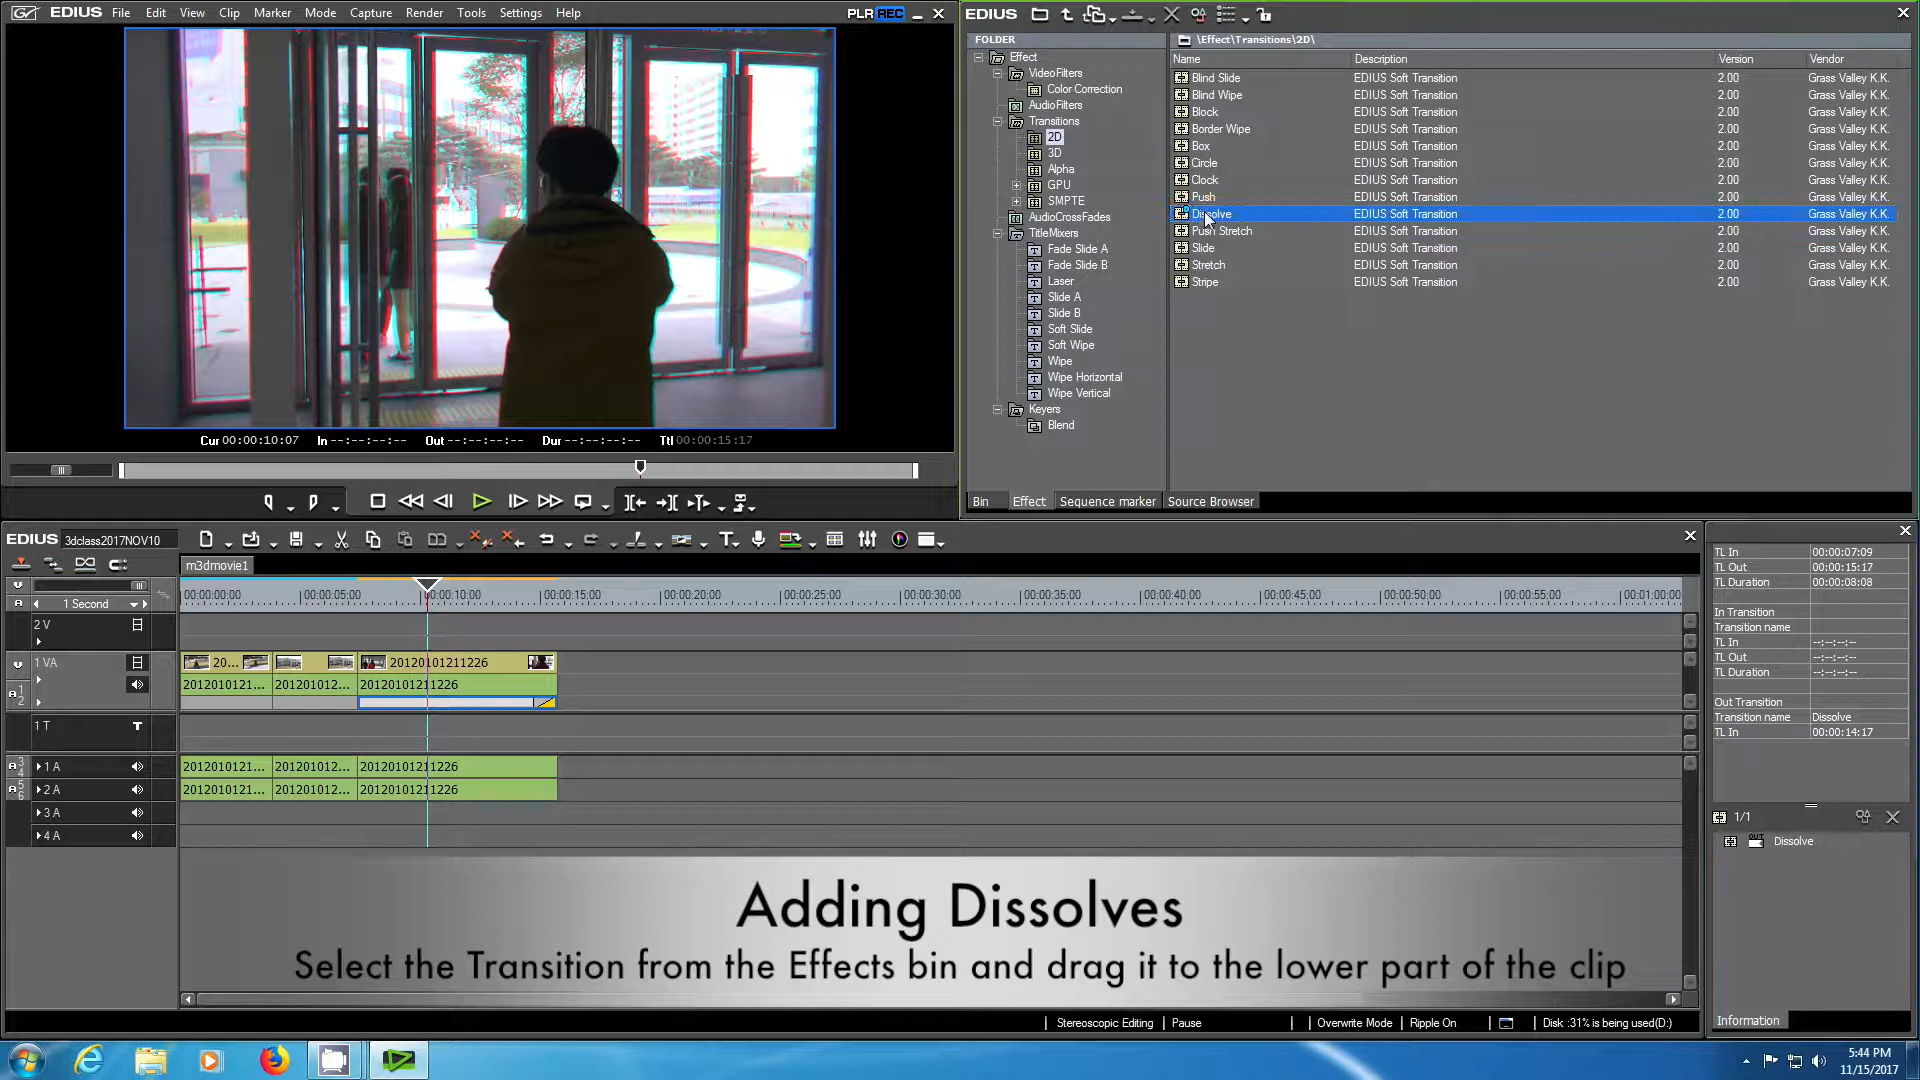 EDIUS File Edit View Clip Marker Mode Capture Render Tools Settings Help PLR REC
Cur 00:00:10:07 In --:--:--:-- Out --:--:--:-- Dur --:--:--:-- Ttl 00:00:15:17
EDIUS
FOLDER
Effect
VideoFilters
Color Correction
AudioFilters
Transitions
2D
3D
Alpha
GPU
SMPTE
AudioCrossFades
TitleMixers
Fade Slide A
Fade Slide B
Laser
Slide A
Slide B
Soft Slide
Soft Wipe
Wipe
Wipe Horizontal
Wipe Vertical
Keyers
Blend
\Effect\Transitions\2D\
Name Description Version Vendor
Blind Slide EDIUS Soft Transition 2.00 Grass Valley K.K.
Blind Wipe EDIUS Soft Transition 2.00 Grass Valley K.K.
Block EDIUS Soft Transition 2.00 Grass Valley K.K.
Border Wipe EDIUS Soft Transition 2.00 Grass Valley K.K.
Box EDIUS Soft Transition 2.00 Grass Valley K.K.
Circle EDIUS Soft Transition 2.00 Grass Valley K.K.
Clock EDIUS Soft Transition 2.00 Grass Valley K.K.
Push EDIUS Soft Transition 2.00 Grass Valley K.K.
Dissolve EDIUS Soft Transition 2.00 Grass Valley K.K.
Push Stretch EDIUS Soft Transition 2.00 Grass Valley K.K.
Slide EDIUS Soft Transition 2.00 Grass Valley K.K.
Stretch EDIUS Soft Transition 2.00 Grass Valley K.K.
Stripe EDIUS Soft Transition 2.00 Grass Valley K.K.
Bin Effect Sequence marker Source Browser
EDIUS 3dclass2017NOV10
m3dmovie1
1 Second
00:00:00:00 00:00:05:00 00:00:10:00 00:00:15:00 00:00:20:00 00:00:25:00 00:00:30:00 00:00:35:00 00:00:40:00 00:00:45:00 00:00:50:00 00:00:55:00 00:01:00:00
2 V
1 VA 20... 20120101211226
1 2 2012010121... 201201012... 20120101211226
1 T T
3 4 1 A 2012010121... 201201012... 20120101211226
5 6 2 A 2012010121... 201201012... 20120101211226
3 A
4 A
TL In 00:00:07:09
TL Out 00:00:15:17
TL Duration 00:00:08:08
In Transition
Transition name
TL In --:--:--:--
TL Out --:--:--:--
TL Duration --:--:--:--
Out Transition
Transition name Dissolve
TL In 00:00:14:17
1/1
OUT Dissolve
Information
Adding Dissolves
Select the Transition from the Effects bin and drag it to the lower part of the clip
Stereoscopic Editing Pause Overwrite Mode Ripple On Disk :31% is being used(D:)
5:44 PM
11/15/2017